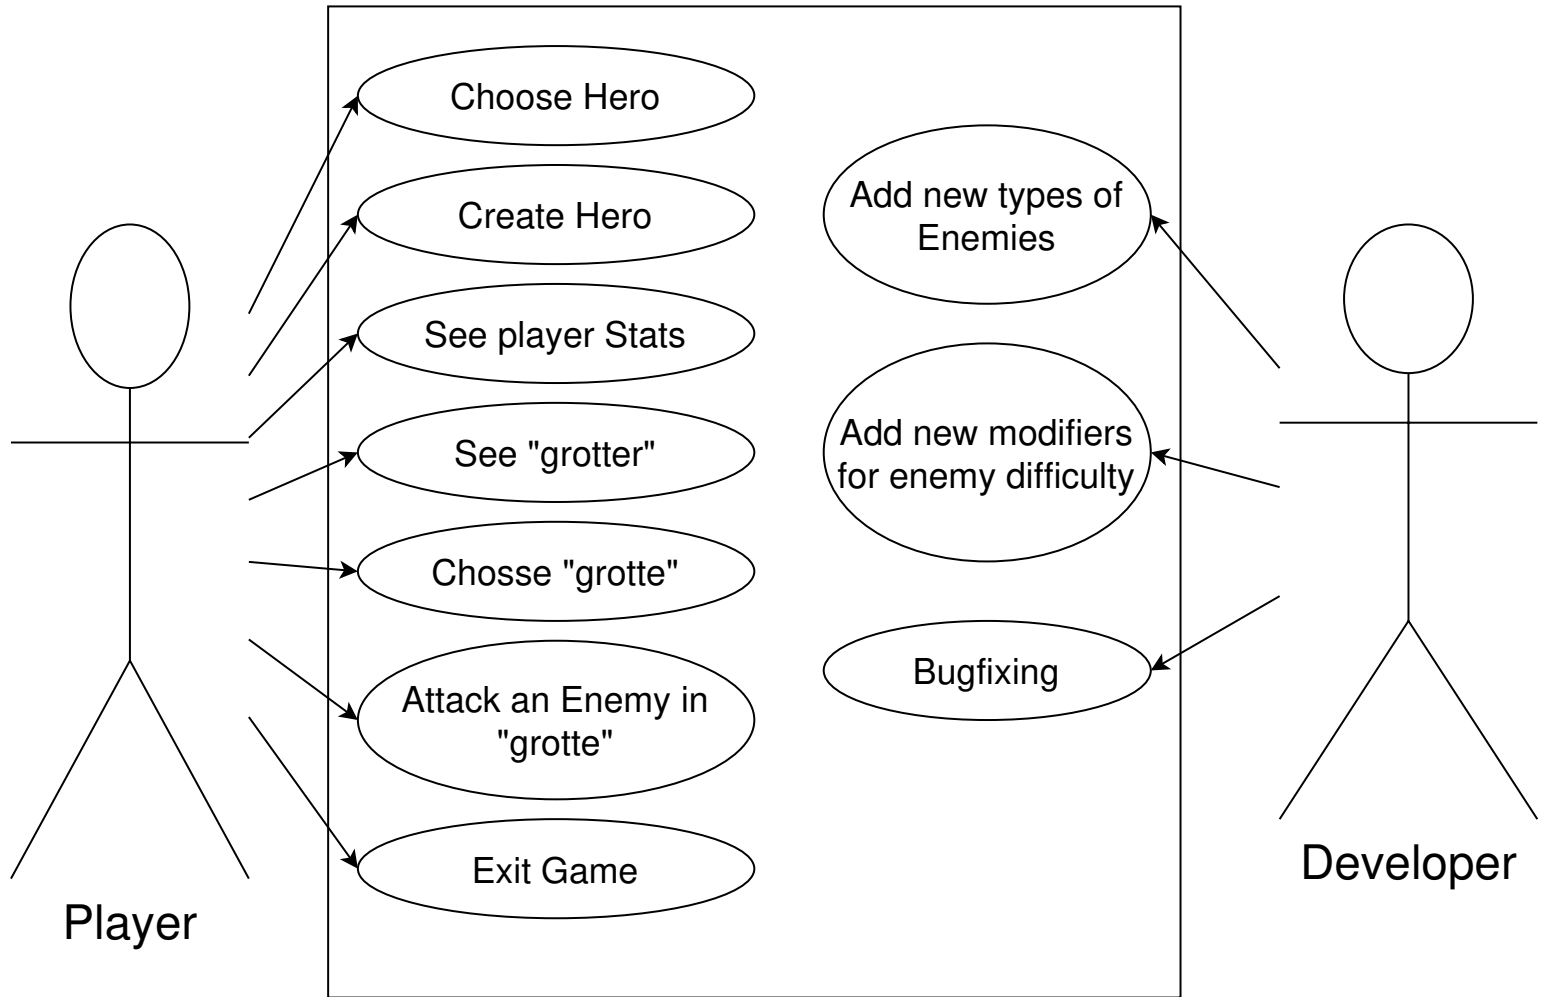 Choose Hero
Create Hero
See player Stats
See "grotter"
Chosse "grotte"
Attack an Enemy in
"grotte"
Exit Game
Add new types of
Enemies
Add new modifiers
for enemy difficulty
Bugfixing
Player
Developer